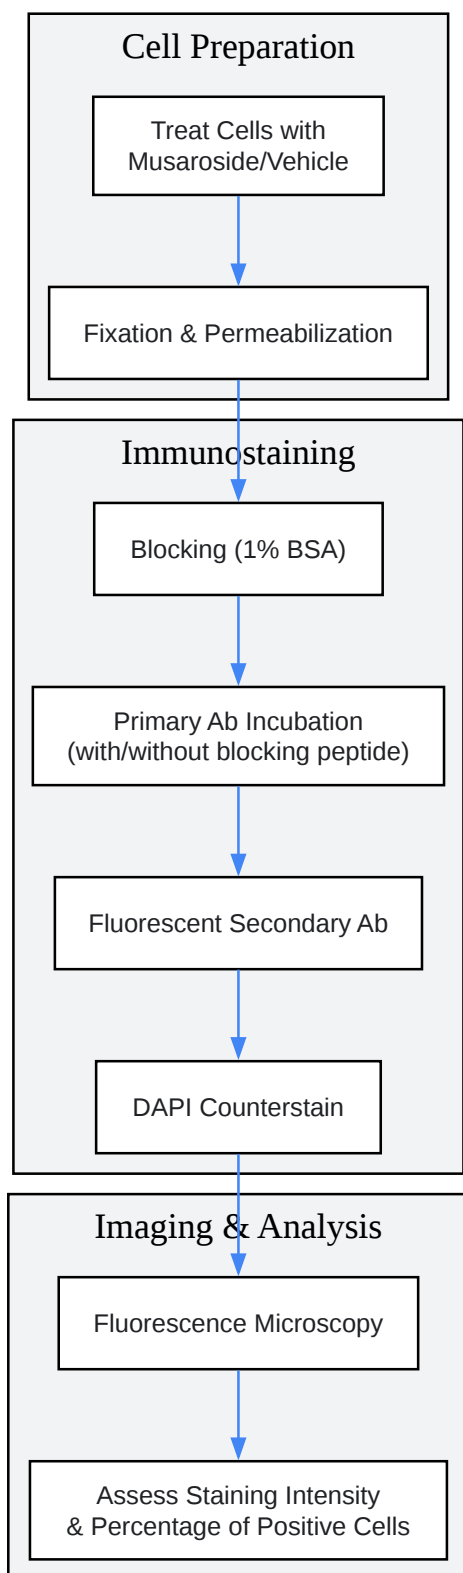 Cell Preparation
Treat Cells with
Musaroside/Vehicle
Fixation & Permeabilization
Immunostaining
Blocking (1% BSA)
Primary Ab Incubation
(with/without blocking peptide)
Fluorescent Secondary Ab
DAPI Counterstain
Imaging & Analysis
Fluorescence Microscopy
Assess Staining Intensity
& Percentage of Positive Cells